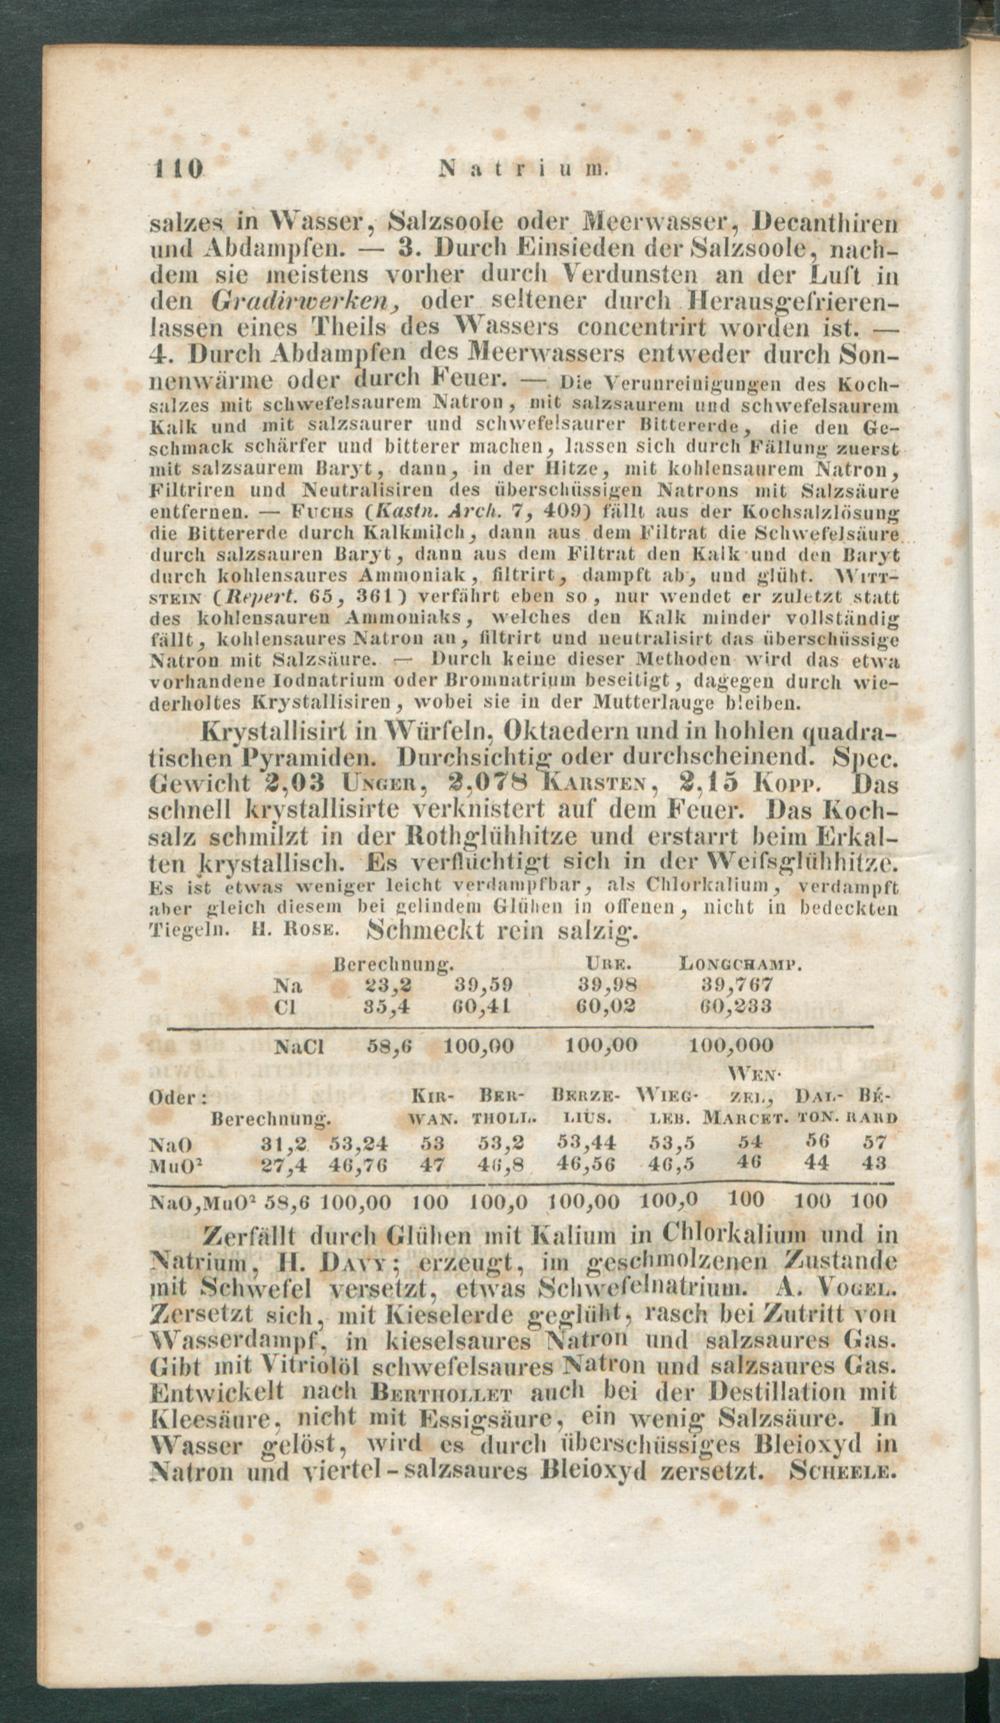 110 Natrium.
salzes in Wasser, Salzsoole oder Meerwasser, Decanthiren
und Abdampfen. — 3. Durch Einsieden der Salzsoole, nach-
dem sie meistens vorher durch Verdunsten an der Luft in
den Gradirwerken, oder seltener durch Herausgefrieren-
lassen eines Theils des Wassers concentrirt worden ist. —
4. Durch Abdampfen des Meerwassers entweder durch Son-
nenwärme oder durch Feuer. — Die Verunreinigungen des Koch-
salzes mit schwefelsaurem Natron, mit salzsaurem und schwefelsaurem
Kalk und mit salzsaurer und schwefelsaurer Bittererde, die den Ge-
schmack schärfer und bitterer machen, lassen sich durch Fällung zuerst
mit salzsaurem Baryt, dann, in der Hitze, mit kohlensaurem Natron,
Filtriren und Neutralisiren des überschüssigen Natrons mit Salzsäure
entfernen. — FUCHS (Kastn. Arch. 7, 409) fällt aus der Kochsalzlösung
die Bittererde durch Kalkmilch, dann aus dem Filtrat die Schwefelsäure
durch salzsauren Baryt, dann aus dem Filtrat den Kalk und den Baryt
durch kohlensaures Ammoniak, filtrirt, dampft ab, und glüht. WITT-
STEIN (Repert. 65, 361) verfährt eben so, nur wendet er zuletzt statt
des kohlensauren Ammoniaks, welches den Kalk minder vollständig
fällt, kohlensaures Natron an, filtrirt und neutralisirt das überschüssige
Natron mit Salzsäure. — Durch keine dieser Methoden wird das etwa
vorhandene Iodnatrium oder Bromnatrium beseitigt, dagegen durch wie-
derholtes Krystallisiren, wobei sie in der Mutterlauge bleiben.
Krystallisirt in Würfeln, Oktaedern und in hohlen quadra-
tischen Pyramiden. Durchsichtig oder durchscheinend. Spec.
Gewicht 2,03 UNGER, 2,078 KARSTEN, 2,15 KOPP. Das
schnell krystallisirte verknistert auf dem Feuer. Das Koch-
salz schmilzt in der Rothglühhitze und erstarrt beim Erkal-
ten krystallisch. Es verflüchtigt sich in der Weifsglühhitze.
Es ist etwas weniger leicht verdampfbar, als Chlorkalium, verdampft
aber gleich diesem bei gelindem Glühen in offenen, nicht in bedeckten
Tiegeln. H. ROSE. Schmeckt rein salzig.
Berechnung. URE. LONGCHAMP.
Na 23,2 39,59 39,98 39,767
Cl 35,4 60,41 60,02 60,233
NaCl 58,6 100,00 100,00 100,000
WEN-
Oder: KIR- BER- BERZE- WIEG- ZEL, DAL- BÉ-
Berechnung. WAN. THOLL. LIUS. LEB. MARCET. TON. RARD
NaO 31,2 53,24 53 53,2 53,44 53,5 54 56 57
MuO² 27,4 46,76 47 46,8 46,56 46,5 46 44 43
NaO,MuO² 58,6 100,00 100 100,0 100,00 100,0 100 100 100
Zerfällt durch Glühen mit Kalium in Chlorkalium und in
Natrium, H. DAVY; erzeugt, im geschmolzenen Zustande
mit Schwefel versetzt, etwas Schwefelnatrium. A. VOGEL.
Zersetzt sich, mit Kieselerde geglüht, rasch bei Zutritt von
Wasserdampf, in kieselsaures Natron und salzsaures Gas.
Gibt mit Vitriolöl schwefelsaures Natron und salzsaures Gas.
Entwickelt nach BERTHOLLET auch bei der Destillation mit
Kleesäure, nicht mit Essigsäure, ein wenig Salzsäure. In
Wasser gelöst, wird es durch überschüssiges Bleioxyd in
Natron und viertel-salzsaures Bleioxyd zersetzt. SCHEELE.